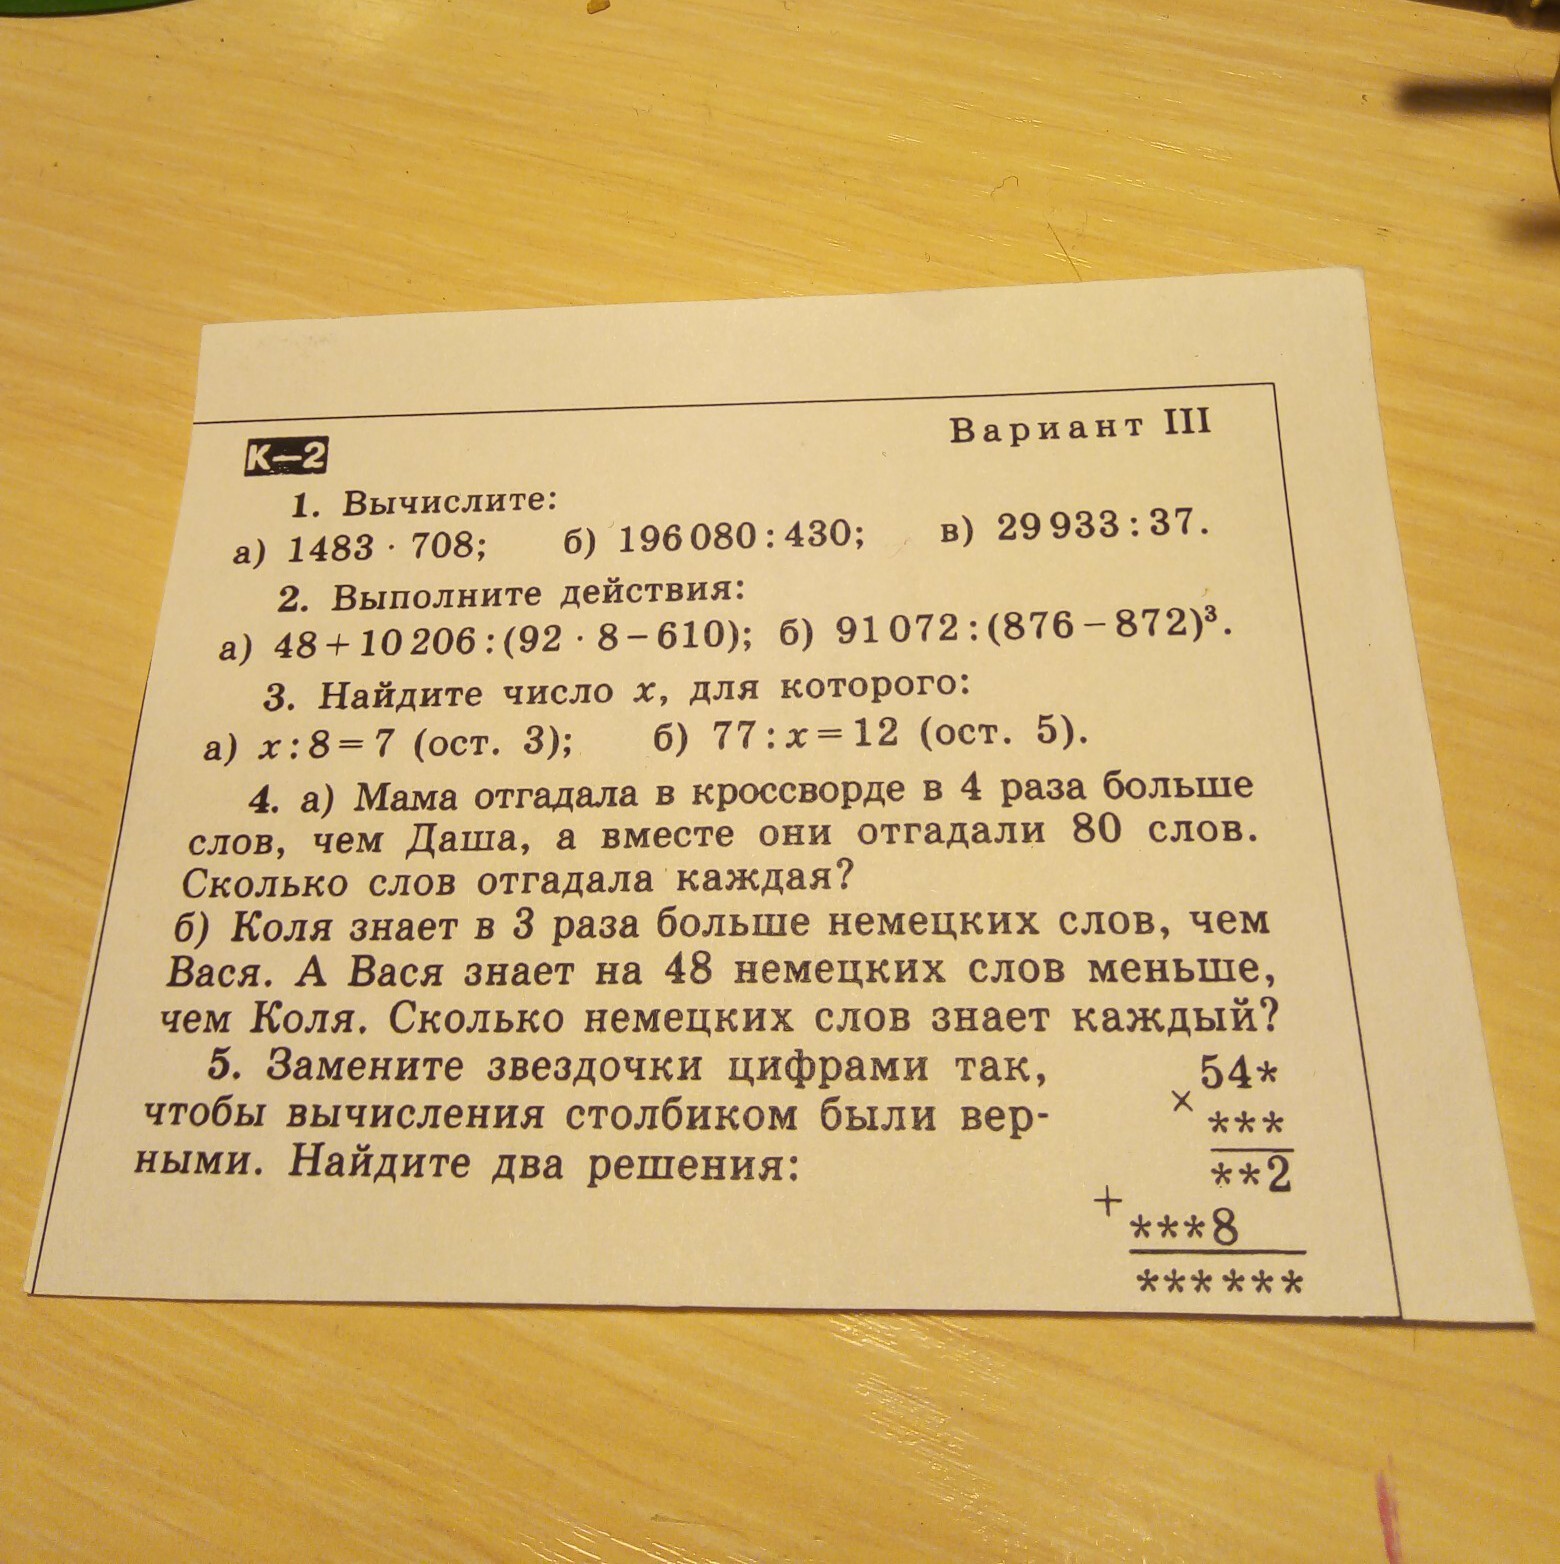 Вариант III
К–2
1. Вычислите:
а) 1483 · 708; б) 196 080 : 430; в) 29 933 : 37.
2. Выполните действия:
а) 48 + 10 206 : (92 · 8 − 610); б) 91 072 : (876 − 872)³.
3. Найдите число x, для которого:
а) x : 8 = 7 (ост. 3); б) 77 : x = 12 (ост. 5).
4. а) Мама отгадала в кроссворде в 4 раза больше
слов, чем Даша, а вместе они отгадали 80 слов.
Сколько слов отгадала каждая?
б) Коля знает в 3 раза больше немецких слов, чем
Вася. А Вася знает на 48 немецких слов меньше,
чем Коля. Сколько немецких слов знает каждый?
5. Замените звездочки цифрами так,
чтобы вычисления столбиком были вер-
ными. Найдите два решения:
54*
×
***
**2
+
***8
******